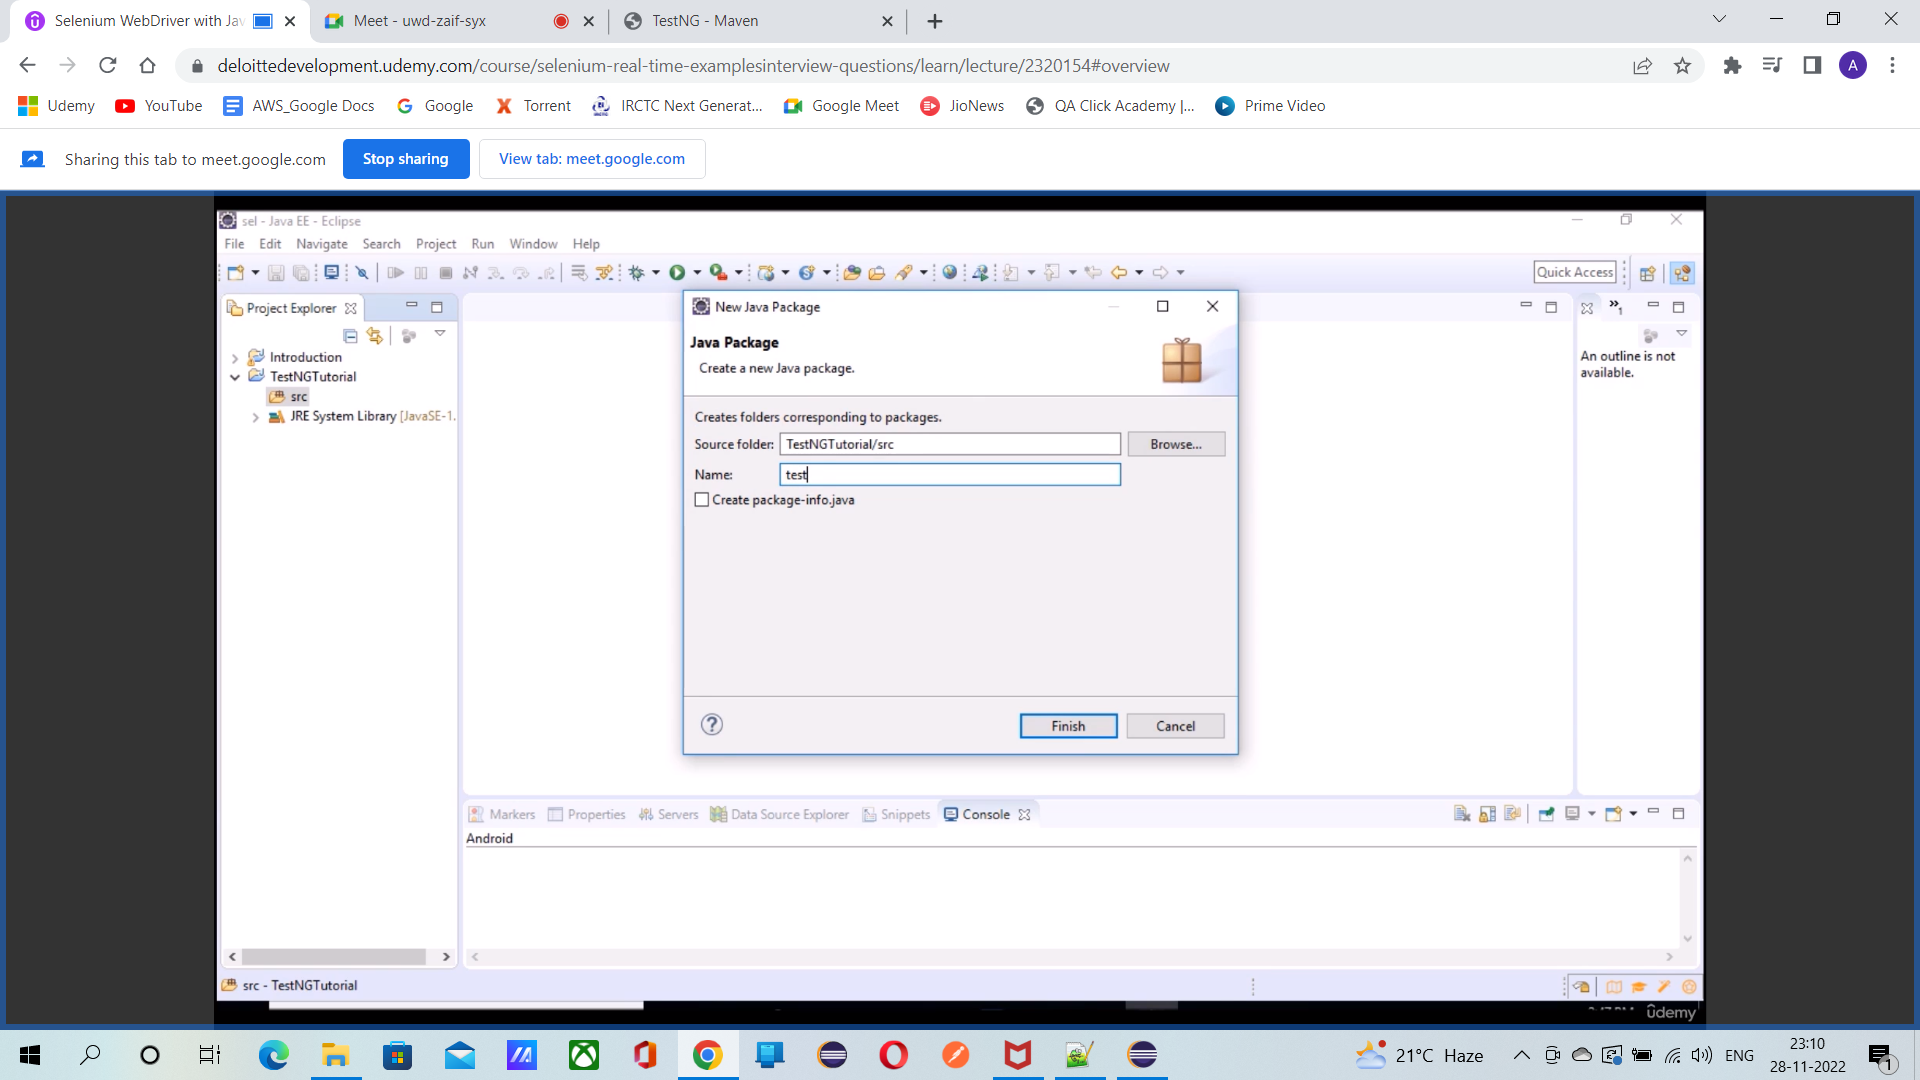 Selenium WebDriver with Jav
Meet - uwd-zaif-syx
TestNG - Maven
deloittedevelopment.udemy.com/course/selenium-real-time-examplesinterview-questions/learn/lecture/2320154#overview
A
Udemy
YouTube
AWS_Google Docs
Google
Torrent
IRCTC Next Generat...
Google Meet
JioNews
QA Click Academy |...
Prime Video
Sharing this tab to meet.google.com
Stop sharing
View tab: meet.google.com
sel - Java EE - Eclipse
File Edit Navigate Search Project Run Window Help
Quick Access
Project Explorer
Introduction
TestNGTutorial
src
JRE System Library [JavaSE-1.
New Java Package
Java Package
Create a new Java package.
Creates folders corresponding to packages.
Source folder: TestNGTutorial/src
Browse...
Name: test
Create package-info.java
?
Finish
Cancel
1
An outline is not
available.
Markers
Properties
Servers
Data Source Explorer
Snippets
Console
Android
src - TestNGTutorial
ûdemy
21°C Haze
ENG
23:10
28-11-2022
1